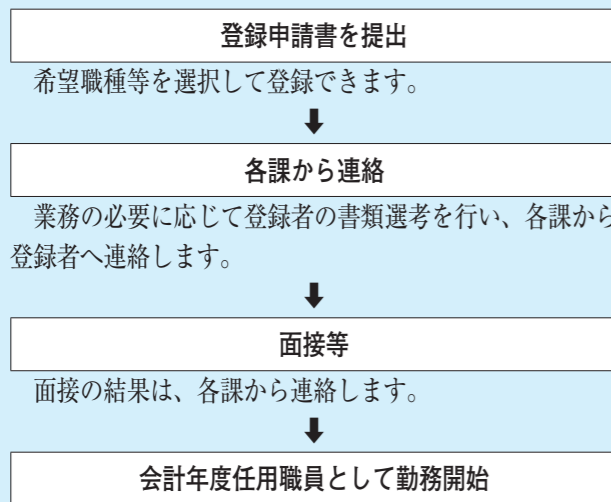 登録申請書を提出
希望職種等を選択して登録できます。
各課から連絡
業務の必要に応じて登録者の書類選考を行い、各課から
登録者へ連絡します。
面接等
面接の結果は、各課から連絡します。
会計年度任用職員として勤務開始